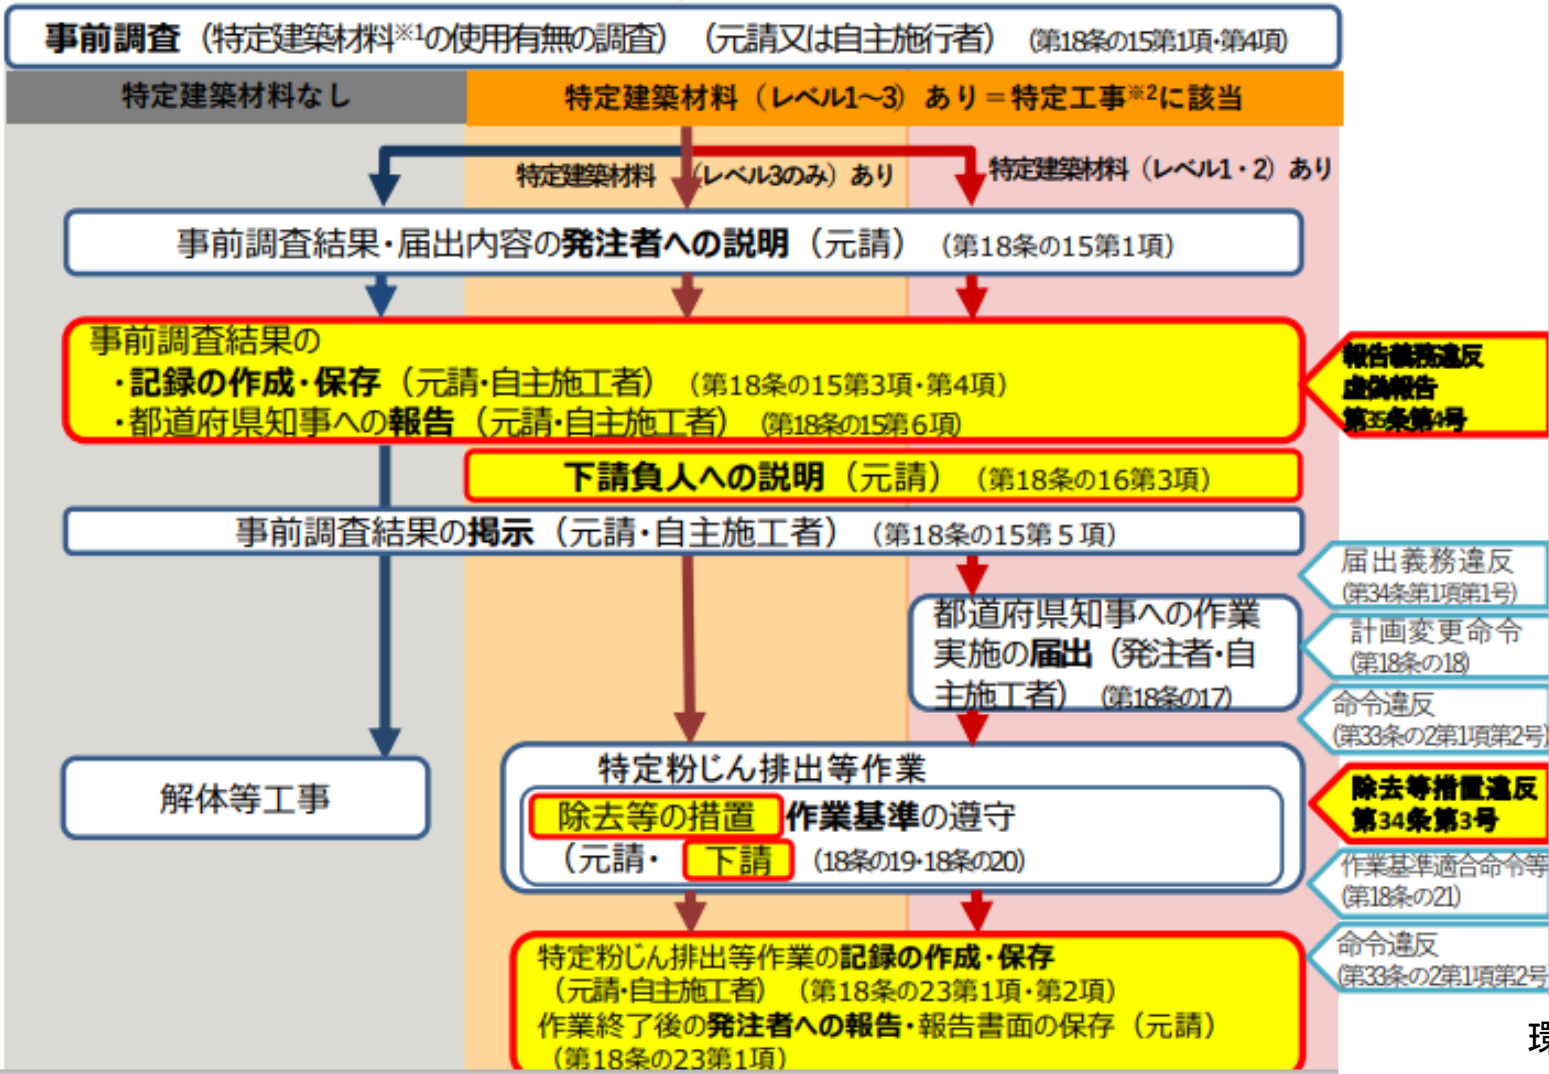 事前調査（特定建築材料※1の使用有無の調査）（元請又は自主施行者）（第18条の15第1項・第4項）
特定建築材料なし
特定建築材料（レベル1～3）あり＝特定工事※2に該当
特定建築材料（レベル3のみ）あり
特定建築材料（レベル1・2）あり
事前調査結果・届出内容の発注者への説明（元請）（第18条の15第1項）
事前調査結果の
・記録の作成・保存（元請・自主施工者）（第18条の15第3項・第4項）
・都道府県知事への報告（元請・自主施工者）（第18条の15第６項）
報告義務違反
虚偽報告
第35条第4号
下請負人への説明（元請）（第18条の16第3項）
事前調査結果の掲示（元請・自主施工者）（第18条の15第５項）
届出義務違反
（第34条第1項第1号）
都道府県知事への作業
実施の届出（発注者・自
主施工者）（第18条の17）
計画変更命令
（第18条の18）
命令違反
（第33条の2第1項第2号）
解体等工事
特定粉じん排出等作業
除去等の措置 作業基準の遵守
（元請・ 下請 （18条の19・18条の20）
除去等措置違反
第34条第3号
作業基準適合命令等
（第18条の21）
命令違反
（第33条の2第1項第2号
特定粉じん排出等作業の記録の作成・保存
（元請・自主施工者）（第18条の23第1項・第2項）
作業終了後の発注者への報告・報告書面の保存（元請）
（第18条の23第1項）